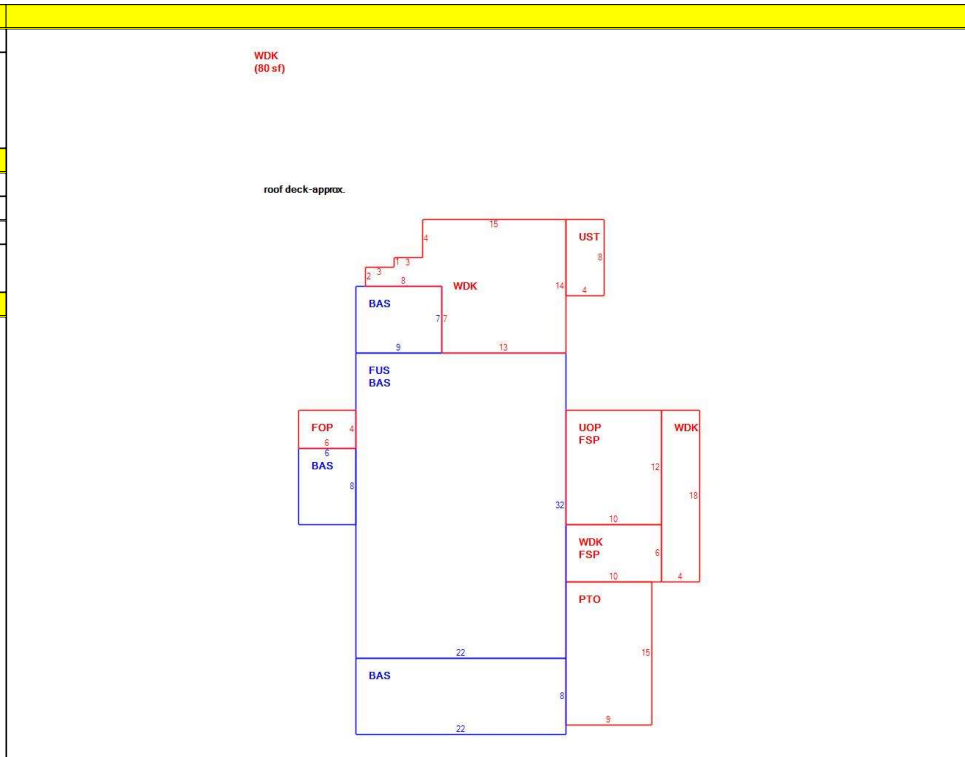 WDK
(80 sf)
roof deck-approx.
15
4
UST
8
1 3
3
2
8
WDK
14
4
BAS
7 7
9
13
FUS
BAS
FOP
4
6
6
BAS
8
UOP
FSP
WDK
12
18
32
10
WDK
FSP
6
10
4
PTO
15
22
BAS
8
9
22